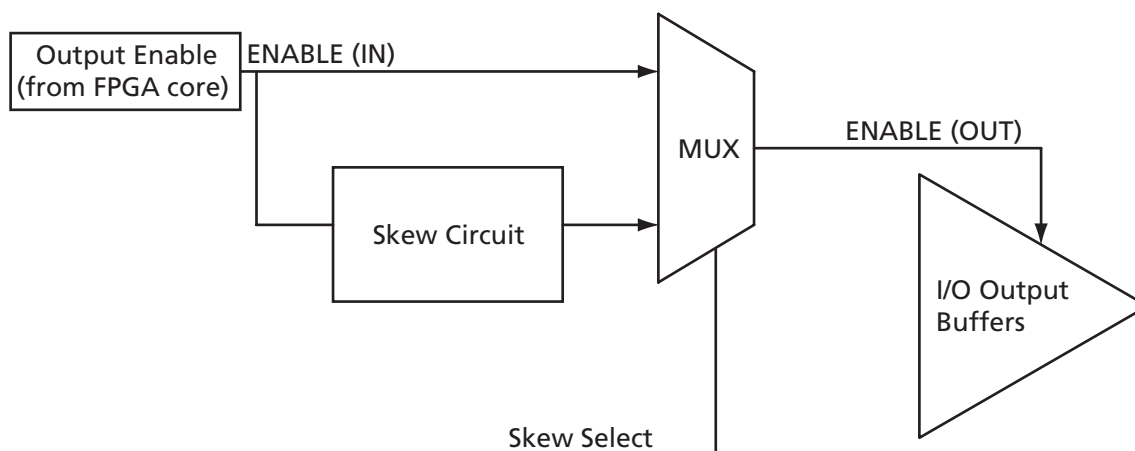 Output Enable
(from FPGA core)
ENABLE (IN)
MUX
ENABLE (OUT)
Skew Circuit
I/O Output
Buffers
Skew Select